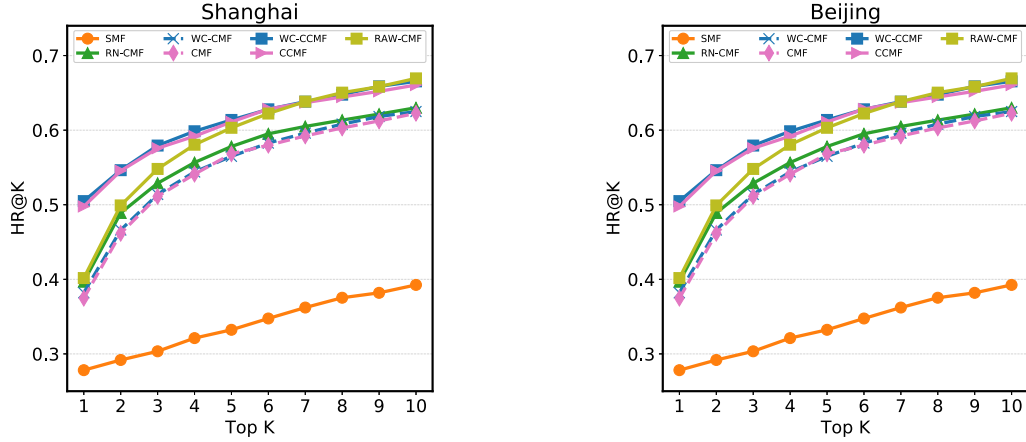 Shanghai
SMF WC-CMF WC-CCMF RAW-CMF
RN-CMF CMF CCMF
0.7
0.6
0.5
0.4
0.3
HR@K
1 2 3 4 5 6 7 8 9 10
Top K
Beijing
SMF WC-CMF WC-CCMF RAW-CMF
RN-CMF CMF CCMF
0.7
0.6
0.5
0.4
0.3
HR@K
1 2 3 4 5 6 7 8 9 10
Top K